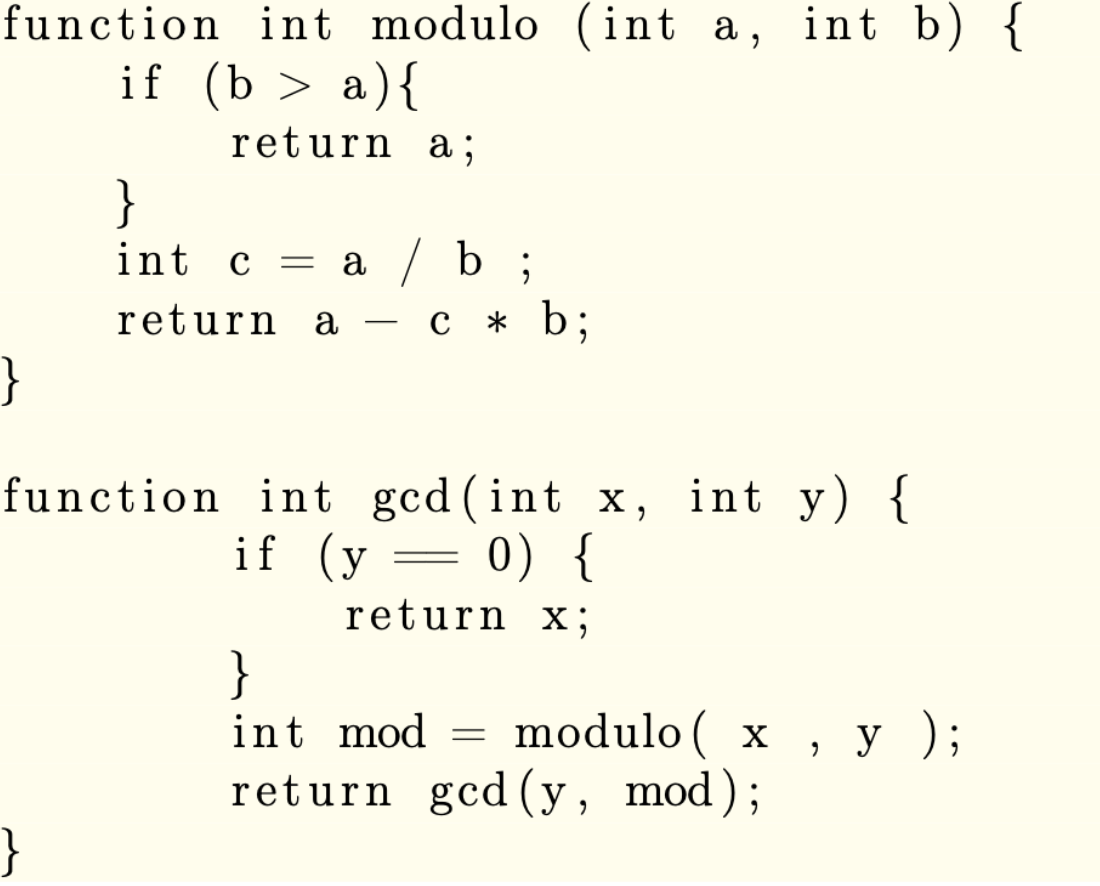 function int modulo (int a, int b) {
if (b > a){
return a;
}
int c = a / b ;
return a − c * b;
}
function int gcd(int x, int y) {
if (y == 0) {
return x;
}
int mod = modulo( x , y );
return gcd(y, mod);
}